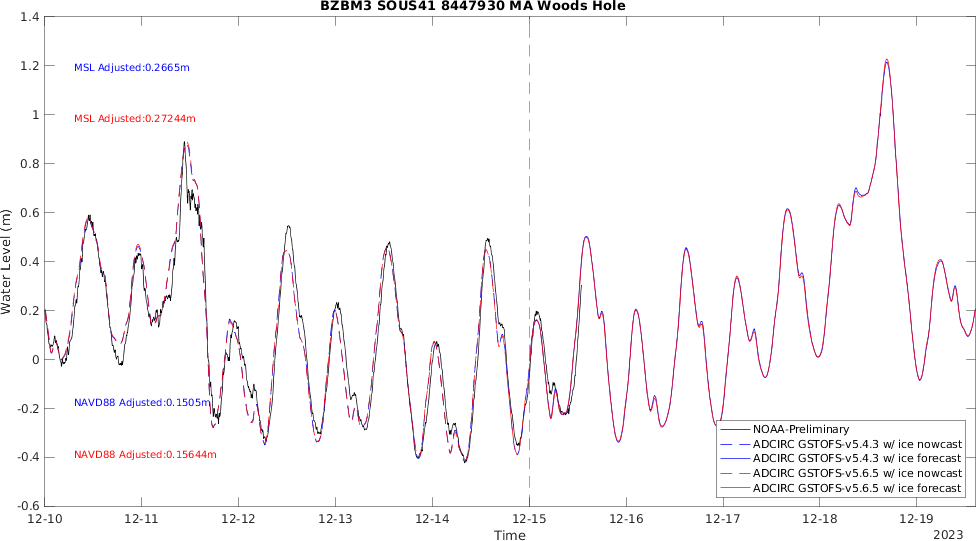 BZBM3 SOUS41 8447930 MA Woods Hole
1.4
1.2
1
0.8
0.6
0.4
0.2
0
-0.2
-0.4
-0.6
Water Level (m)
MSL Adjusted:0.2665m
MSL Adjusted:0.27244m
NAVD88 Adjusted:0.1505m
NAVD88 Adjusted:0.15644m
NOAA-Preliminary
ADCIRC GSTOFS-v5.4.3 w/ ice nowcast
ADCIRC GSTOFS-v5.4.3 w/ ice forecast
ADCIRC GSTOFS-v5.6.5 w/ ice nowcast
ADCIRC GSTOFS-v5.6.5 w/ ice forecast
12-10 12-11 12-12 12-13 12-14 12-15 12-16 12-17 12-18 12-19
Time
2023